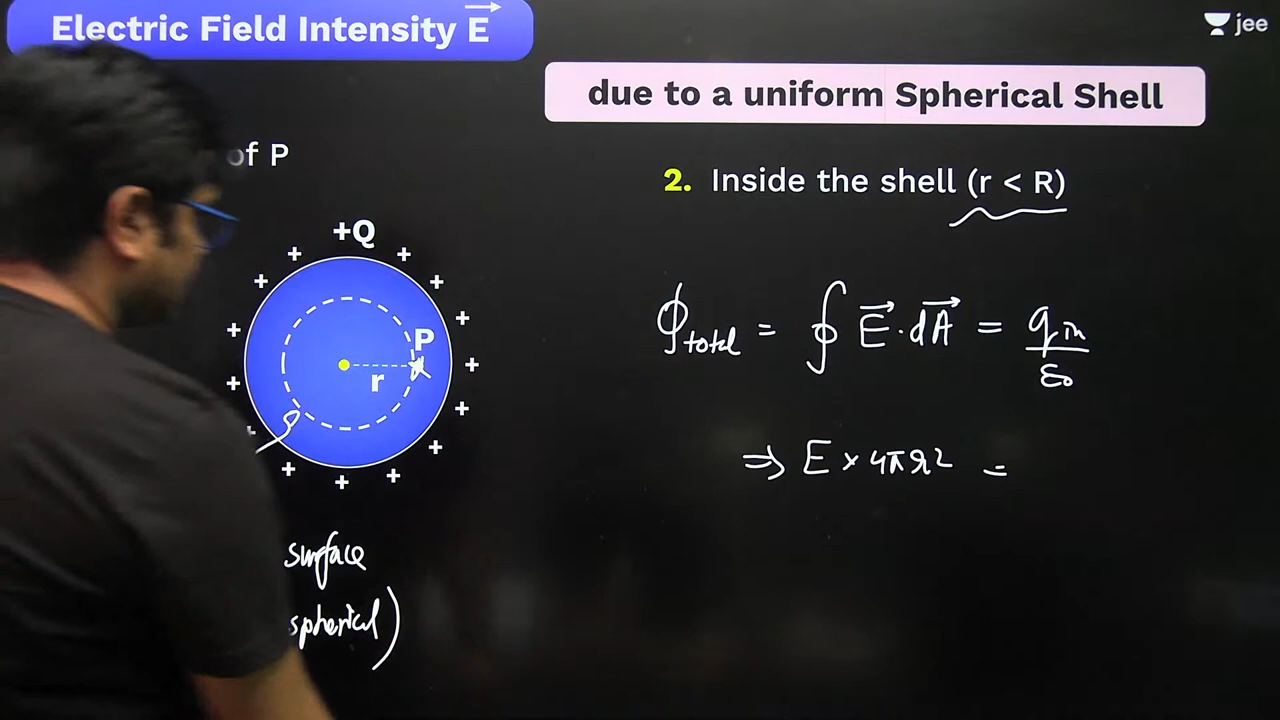 Electric Field Intensity E
jee
due to a uniform Spherical Shell
of P
2. Inside the shell (r < R)
+Q
P
r
ϕtotal = ∮ E⃗ · dA⃗ = qin/ε₀
⇒ E × 4πr² =
surface
spherical)